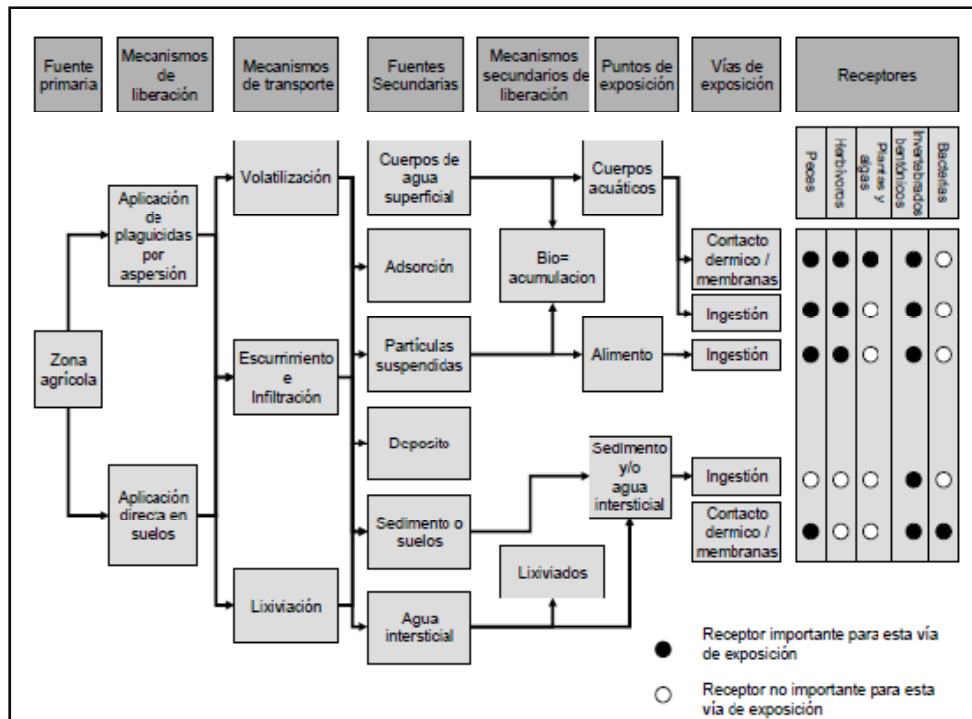 Fuente
primaria
Mecanismos
de
liberación
Mecanismos
de transporte
Fuentes
Secundarias
Mecanismos
secundarios de
liberación
Puntos de
exposición
Vías de
exposición
Receptores
Peces
Herbívoros
Plantas y
algas
Invertebrados
bentónicos
Bacterias
Volatilización
Cuerpos de
agua
superficial
Cuerpos
acuáticos
Aplicación
de
plaguicidas
por
aspersión
Adsorción
Bio=
acumulacion
Contacto
dermico /
membranas
Ingestión
Zona
agrícola
Escurrimiento
e
Infiltración
Partículas
suspendidas
Alimento
Ingestión
Deposito
Sedimento
y/o
agua
intersticial
Ingestión
Aplicación
directa en
suelos
Sedimento o
suelos
Contacto
dermico /
membranas
Lixiviados
Lixiviación
Agua
intersticial
Receptor importante para esta vía
de exposición
Receptor no importante para esta
vía de exposición